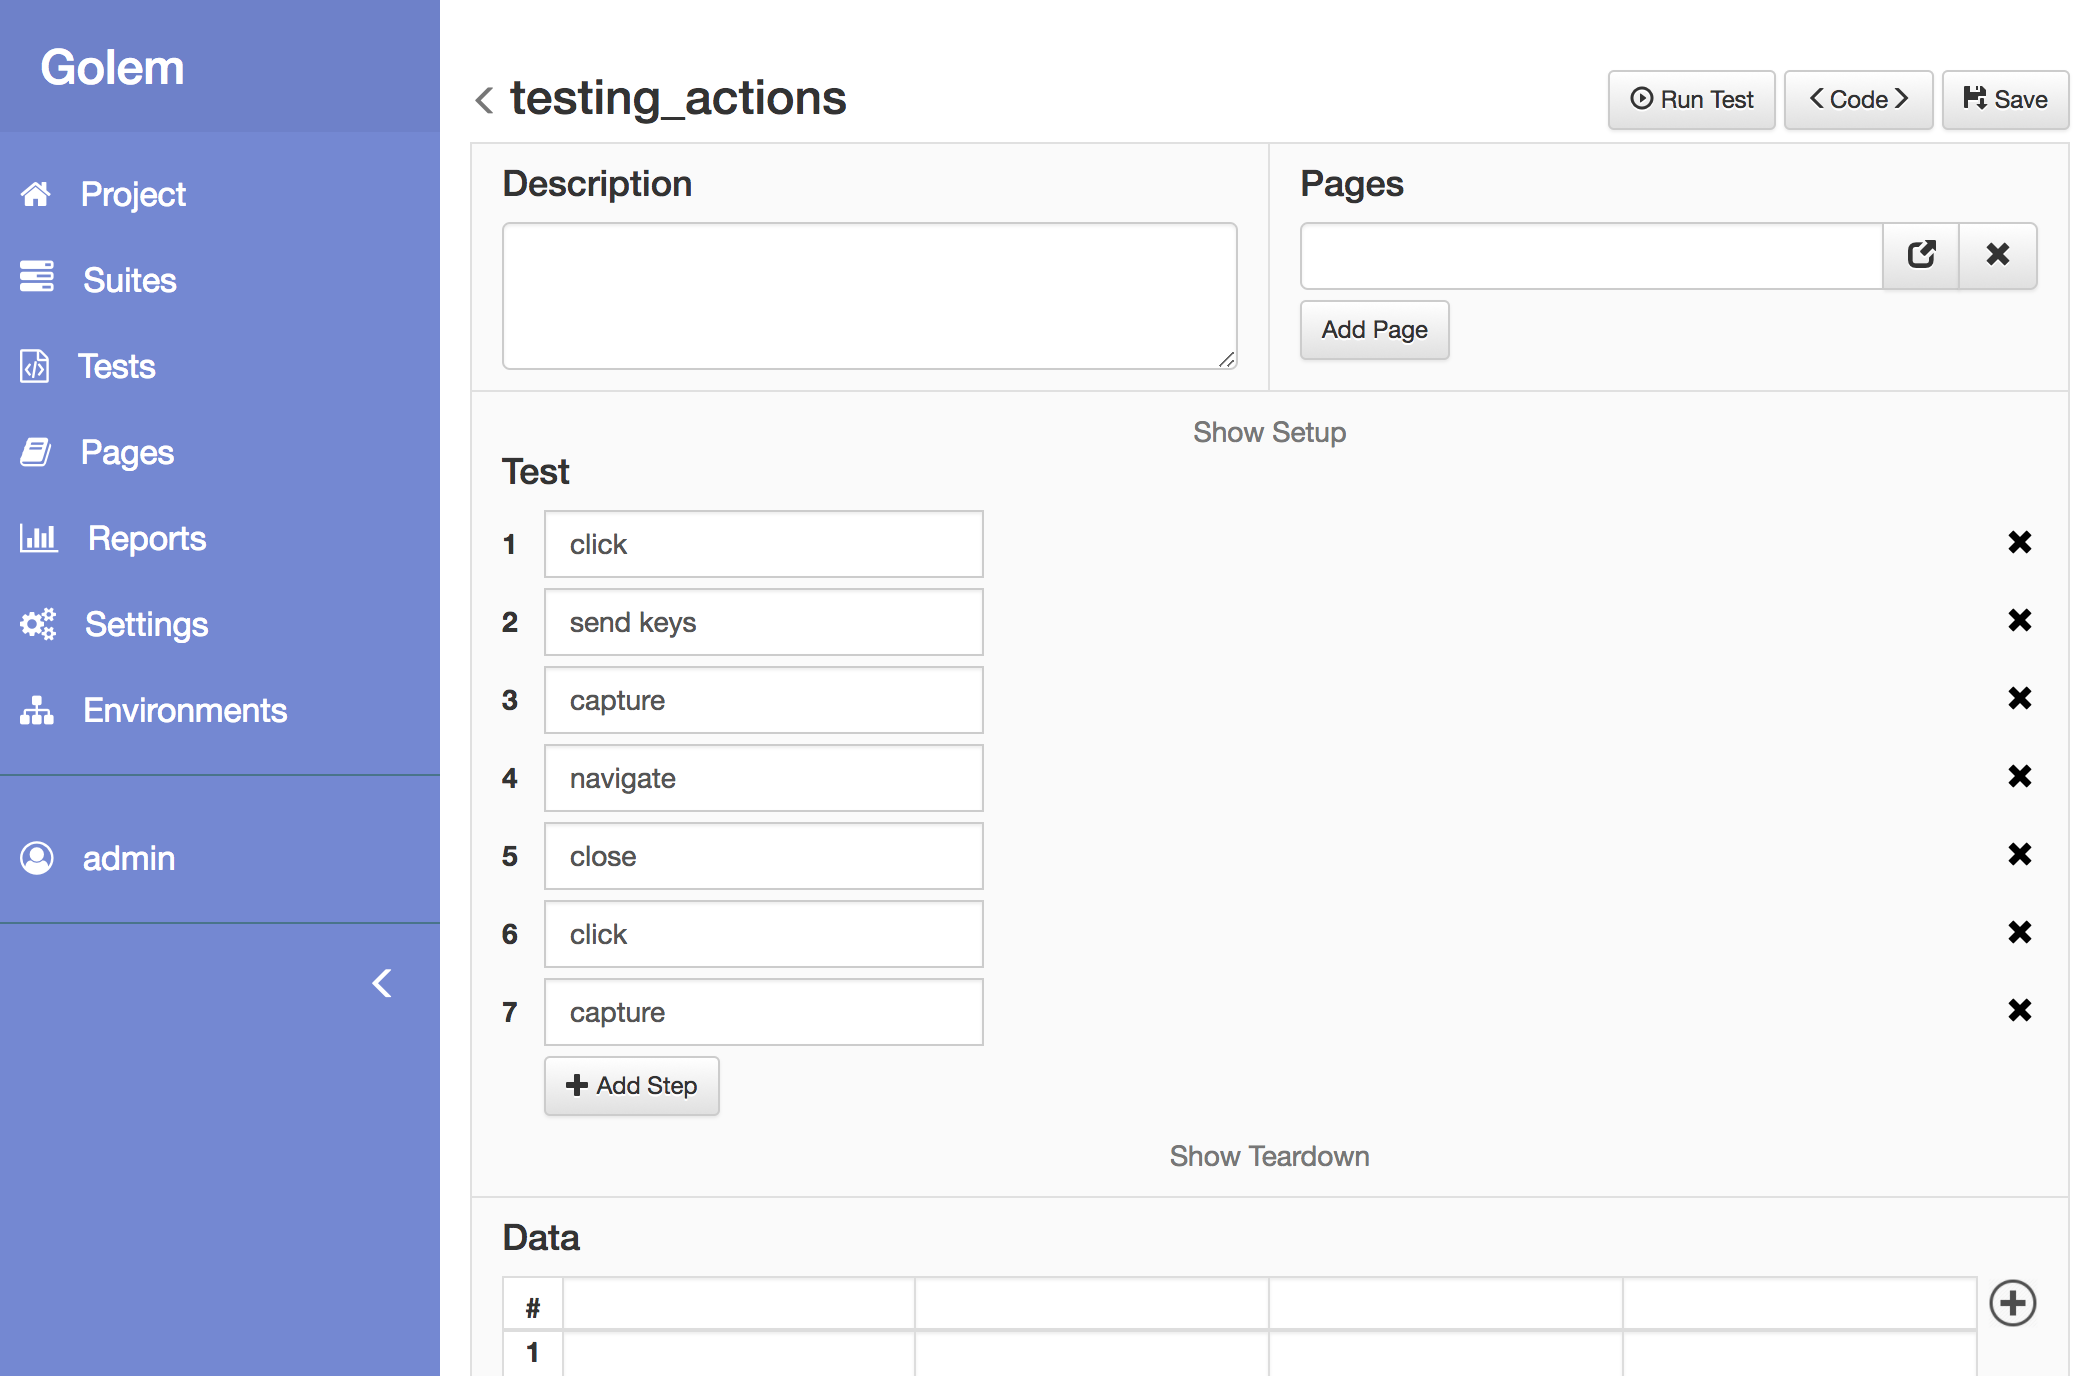 Golem
Project
Suites
Tests
Pages
Reports
Settings
Environments
admin
testing_actions
Run Test
Code
Save
Description
Pages
Add Page
Show Setup
Test
1 click
2 send keys
3 capture
4 navigate
5 close
6 click
7 capture
Add Step
Show Teardown
Data
#
1